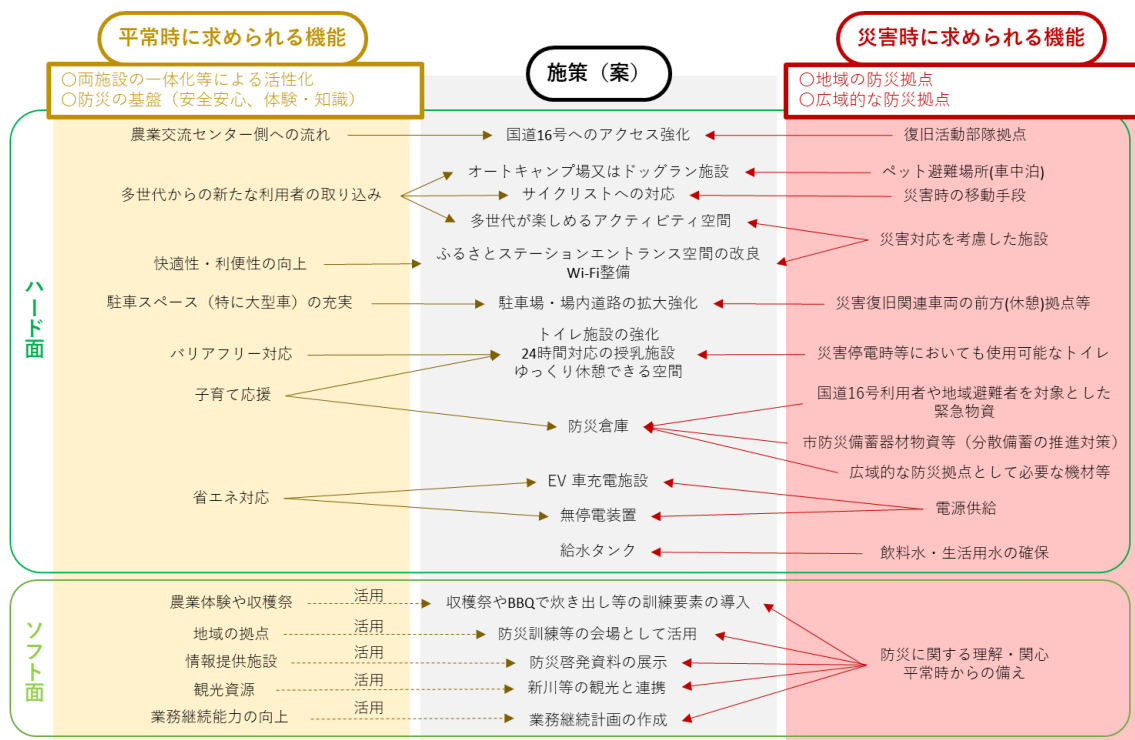 平常時に求められる機能
○両施設の一体化等による活性化
○防災の基盤（安全安心、体験・知識）
施策（案）
災害時に求められる機能
○地域の防災拠点
○広域的な防災拠点
ハード面
農業交流センター側への流れ
国道16号へのアクセス強化
復旧活動部隊拠点
多世代からの新たな利用者の取り込み
オートキャンプ場又はドッグラン施設
ペット避難場所(車中泊)
サイクリストへの対応
災害時の移動手段
多世代が楽しめるアクティビティ空間
災害対応を考慮した施設
快適性・利便性の向上
ふるさとステーションエントランス空間の改良
Wi-Fi整備
駐車スペース（特に大型車）の充実
駐車場・場内道路の拡大強化
災害復旧関連車両の前方(休憩)拠点等
バリアフリー対応
トイレ施設の強化
24時間対応の授乳施設
ゆっくり休憩できる空間
災害停電時等においても使用可能なトイレ
子育て応援
防災倉庫
国道16号利用者や地域避難者を対象とした
緊急物資
市防災備蓄器材物資等（分散備蓄の推進対策）
広域的な防災拠点として必要な機材等
省エネ対応
EV 車充電施設
無停電装置
電源供給
給水タンク
飲料水・生活用水の確保
ソフト面
農業体験や収穫祭
活用
収穫祭やBBQで炊き出し等の訓練要素の導入
地域の拠点
活用
防災訓練等の会場として活用
情報提供施設
活用
防災啓発資料の展示
防災に関する理解・関心
平常時からの備え
観光資源
活用
新川等の観光と連携
業務継続能力の向上
活用
業務継続計画の作成